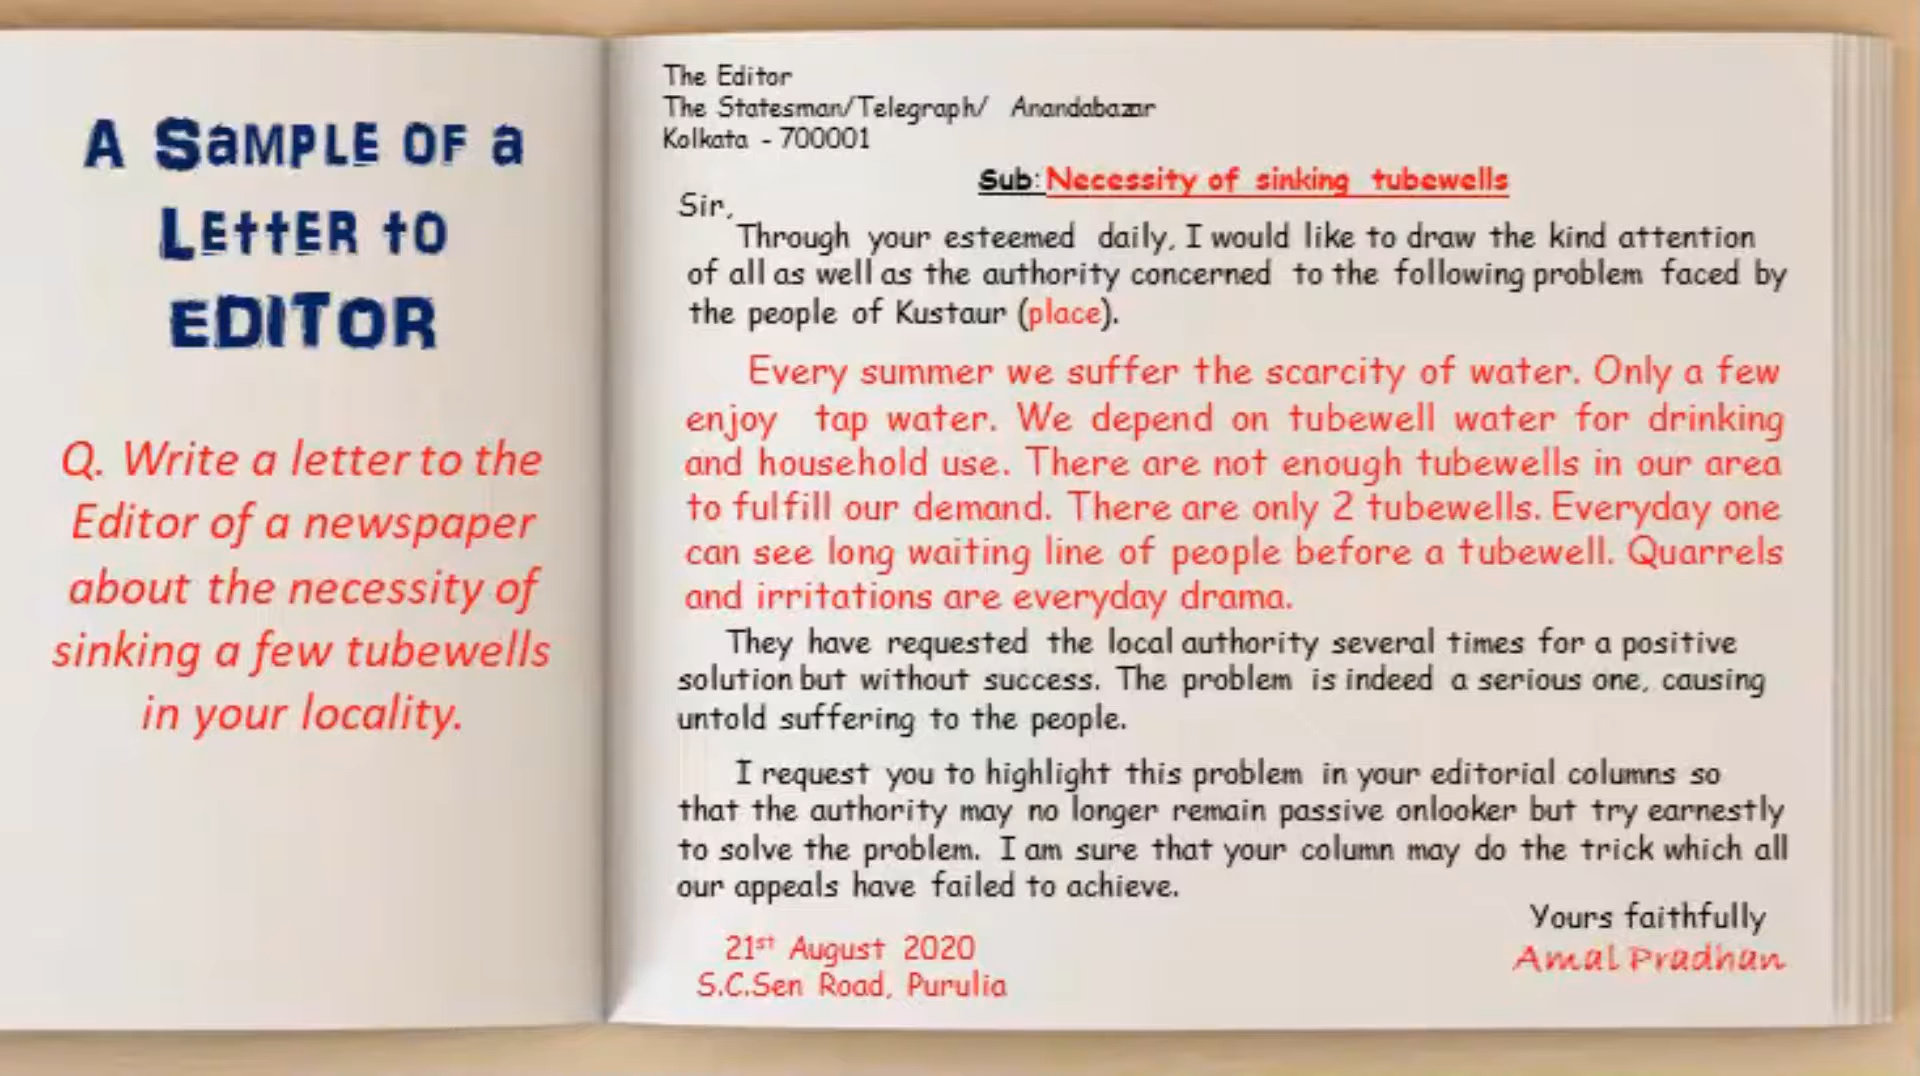 A SAMPLE OF a
LETTER tO
EDITOR
Q. Write a letter to the
Editor of a newspaper
about the necessity of
sinking a few tubewells
in your locality.
The Editor
The Statesman/Telegraph/ Anandabazar
Kolkata - 700001
Sub: Necessity of sinking tubewells
Sir,
Through your esteemed daily, I would like to draw the kind attention
of all as well as the authority concerned to the following problem faced by
the people of Kustaur (place).
Every summer we suffer the scarcity of water. Only a few
enjoy tap water. We depend on tubewell water for drinking
and household use. There are not enough tubewells in our area
to fulfill our demand. There are only 2 tubewells. Everyday one
can see long waiting line of people before a tubewell. Quarrels
and irritations are everyday drama.
They have requested the local authority several times for a positive
solution but without success. The problem is indeed a serious one, causing
untold suffering to the people.
I request you to highlight this problem in your editorial columns so
that the authority may no longer remain passive onlooker but try earnestly
to solve the problem. I am sure that your column may do the trick which all
our appeals have failed to achieve.
Yours faithfully
Amal Pradhan
21st August 2020
S.C.Sen Road, Purulia